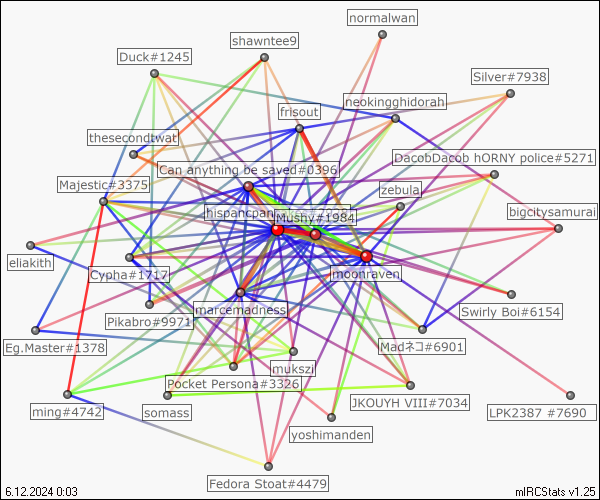 normalwan
shawntee9
Duck#1245
Silver#7938
neokingghidorah
frisout
thesecondtwat
DacobDacob hORNY police#5271
Can anything be saved#0396
Majestic#3375
zebula
hispancpan
Mushy#1984
bigcitysamurai
eliakith
Cypha#1717
moonraven
marcemadness
Swirly Boi#6154
Pikabro#9971
Eg.Master#1378
Madネコ#6901
mukszi
Pocket Persona#3326
ming#4742
somass
JKOUYH VIII#7034
LPK2387 #7690
yoshimanden
Fedora Stoat#4479
6.12.2024 0:03
mIRCStats v1.25